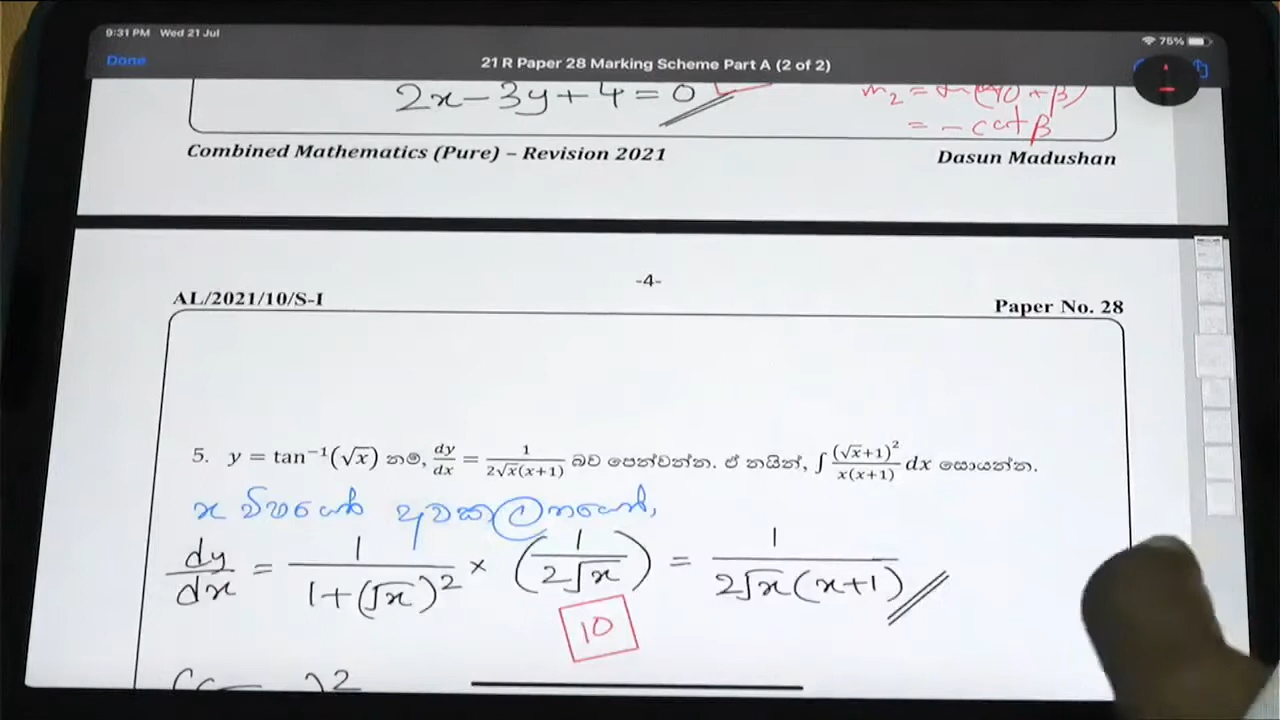 9:31 PM Wed 21 Jul
75%
Done
21 R Paper 28 Marking Scheme Part A (2 of 2)
2x - 3y + 4 = 0
m₂ =
= - cot β
Combined Mathematics (Pure) – Revision 2021
Dasun Madushan
-4-
AL/2021/10/S-I
Paper No. 28
5. y = tan⁻¹(√x) නම්, dy/dx = 1/(2√x(x+1)) බව පෙන්වන්න. ඒ නයින්, ∫ (√x+1)²/(x(x+1)) dx සොයන්න.
x විෂයෙන් අවකලනයෙන්,
dy/dx = 1/(1+(√x)²) × (1/(2√x)) = 1/(2√x(x+1))
10